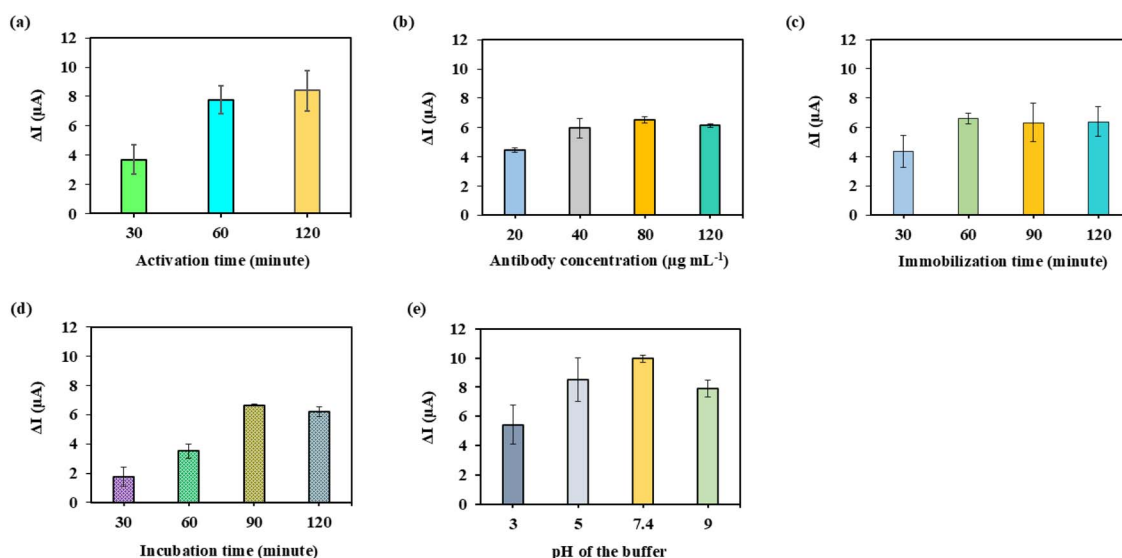 (a)
12
10
8
6
4
2
0
ΔI (µA)
30 60 120
Activation time (minute)
(b)
12
10
8
6
4
2
0
ΔI (µA)
20 40 80 120
Antibody concentration (µg mL⁻¹)
(c)
12
10
8
6
4
2
0
ΔI (µA)
30 60 90 120
Immobilization time (minute)
(d)
12
10
8
6
4
2
0
ΔI (µA)
30 60 90 120
Incubation time (minute)
(e)
12
10
8
6
4
2
0
ΔI (µA)
3 5 7.4 9
pH of the buffer